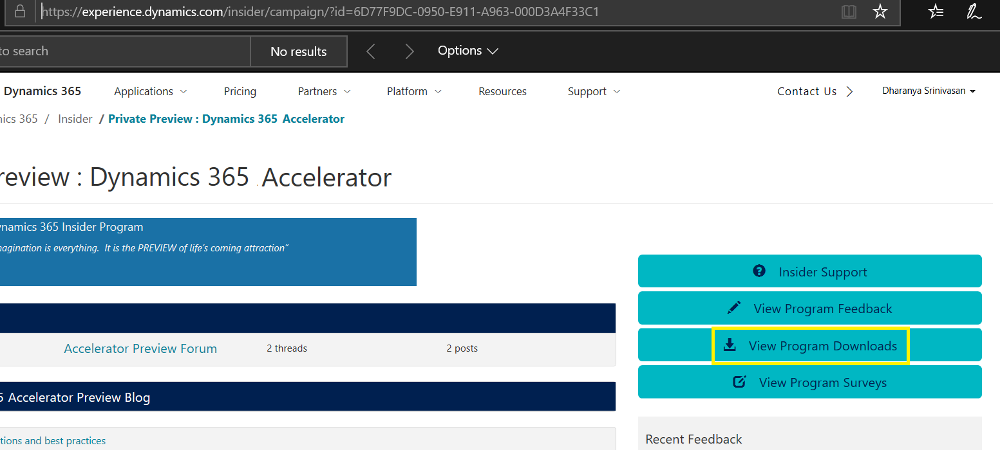 https://experience.dynamics.com/insider/campaign/?id=6D77F9DC-0950-E911-A963-000D3A4F33C1
to search
No results
Options
Dynamics 365
Applications
Pricing
Partners
Platform
Resources
Support
Contact Us
Dharanya Srinivasan
ics 365 / Insider / Private Preview : Dynamics 365 Accelerator
review : Dynamics 365 Accelerator
ynamics 365 Insider Program
magination is everything. It is the PREVIEW of life's coming attraction"
Insider Support
View Program Feedback
View Program Downloads
View Program Surveys
Accelerator Preview Forum
2 threads
2 posts
5 Accelerator Preview Blog
tions and best practices
Recent Feedback